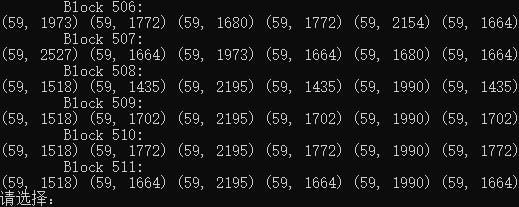 Block 506:
(59, 1973) (59, 1772) (59, 1680) (59, 1772) (59, 2154) (59, 1664)
Block 507:
(59, 2527) (59, 1664) (59, 1973) (59, 1664) (59, 1680) (59, 1664)
Block 508:
(59, 1518) (59, 1435) (59, 2195) (59, 1435) (59, 1990) (59, 1435)
Block 509:
(59, 1518) (59, 1702) (59, 2195) (59, 1702) (59, 1990) (59, 1702)
Block 510:
(59, 1518) (59, 1772) (59, 2195) (59, 1772) (59, 1990) (59, 1772)
Block 511:
(59, 1518) (59, 1664) (59, 2195) (59, 1664) (59, 1990) (59, 1664)
请选择: